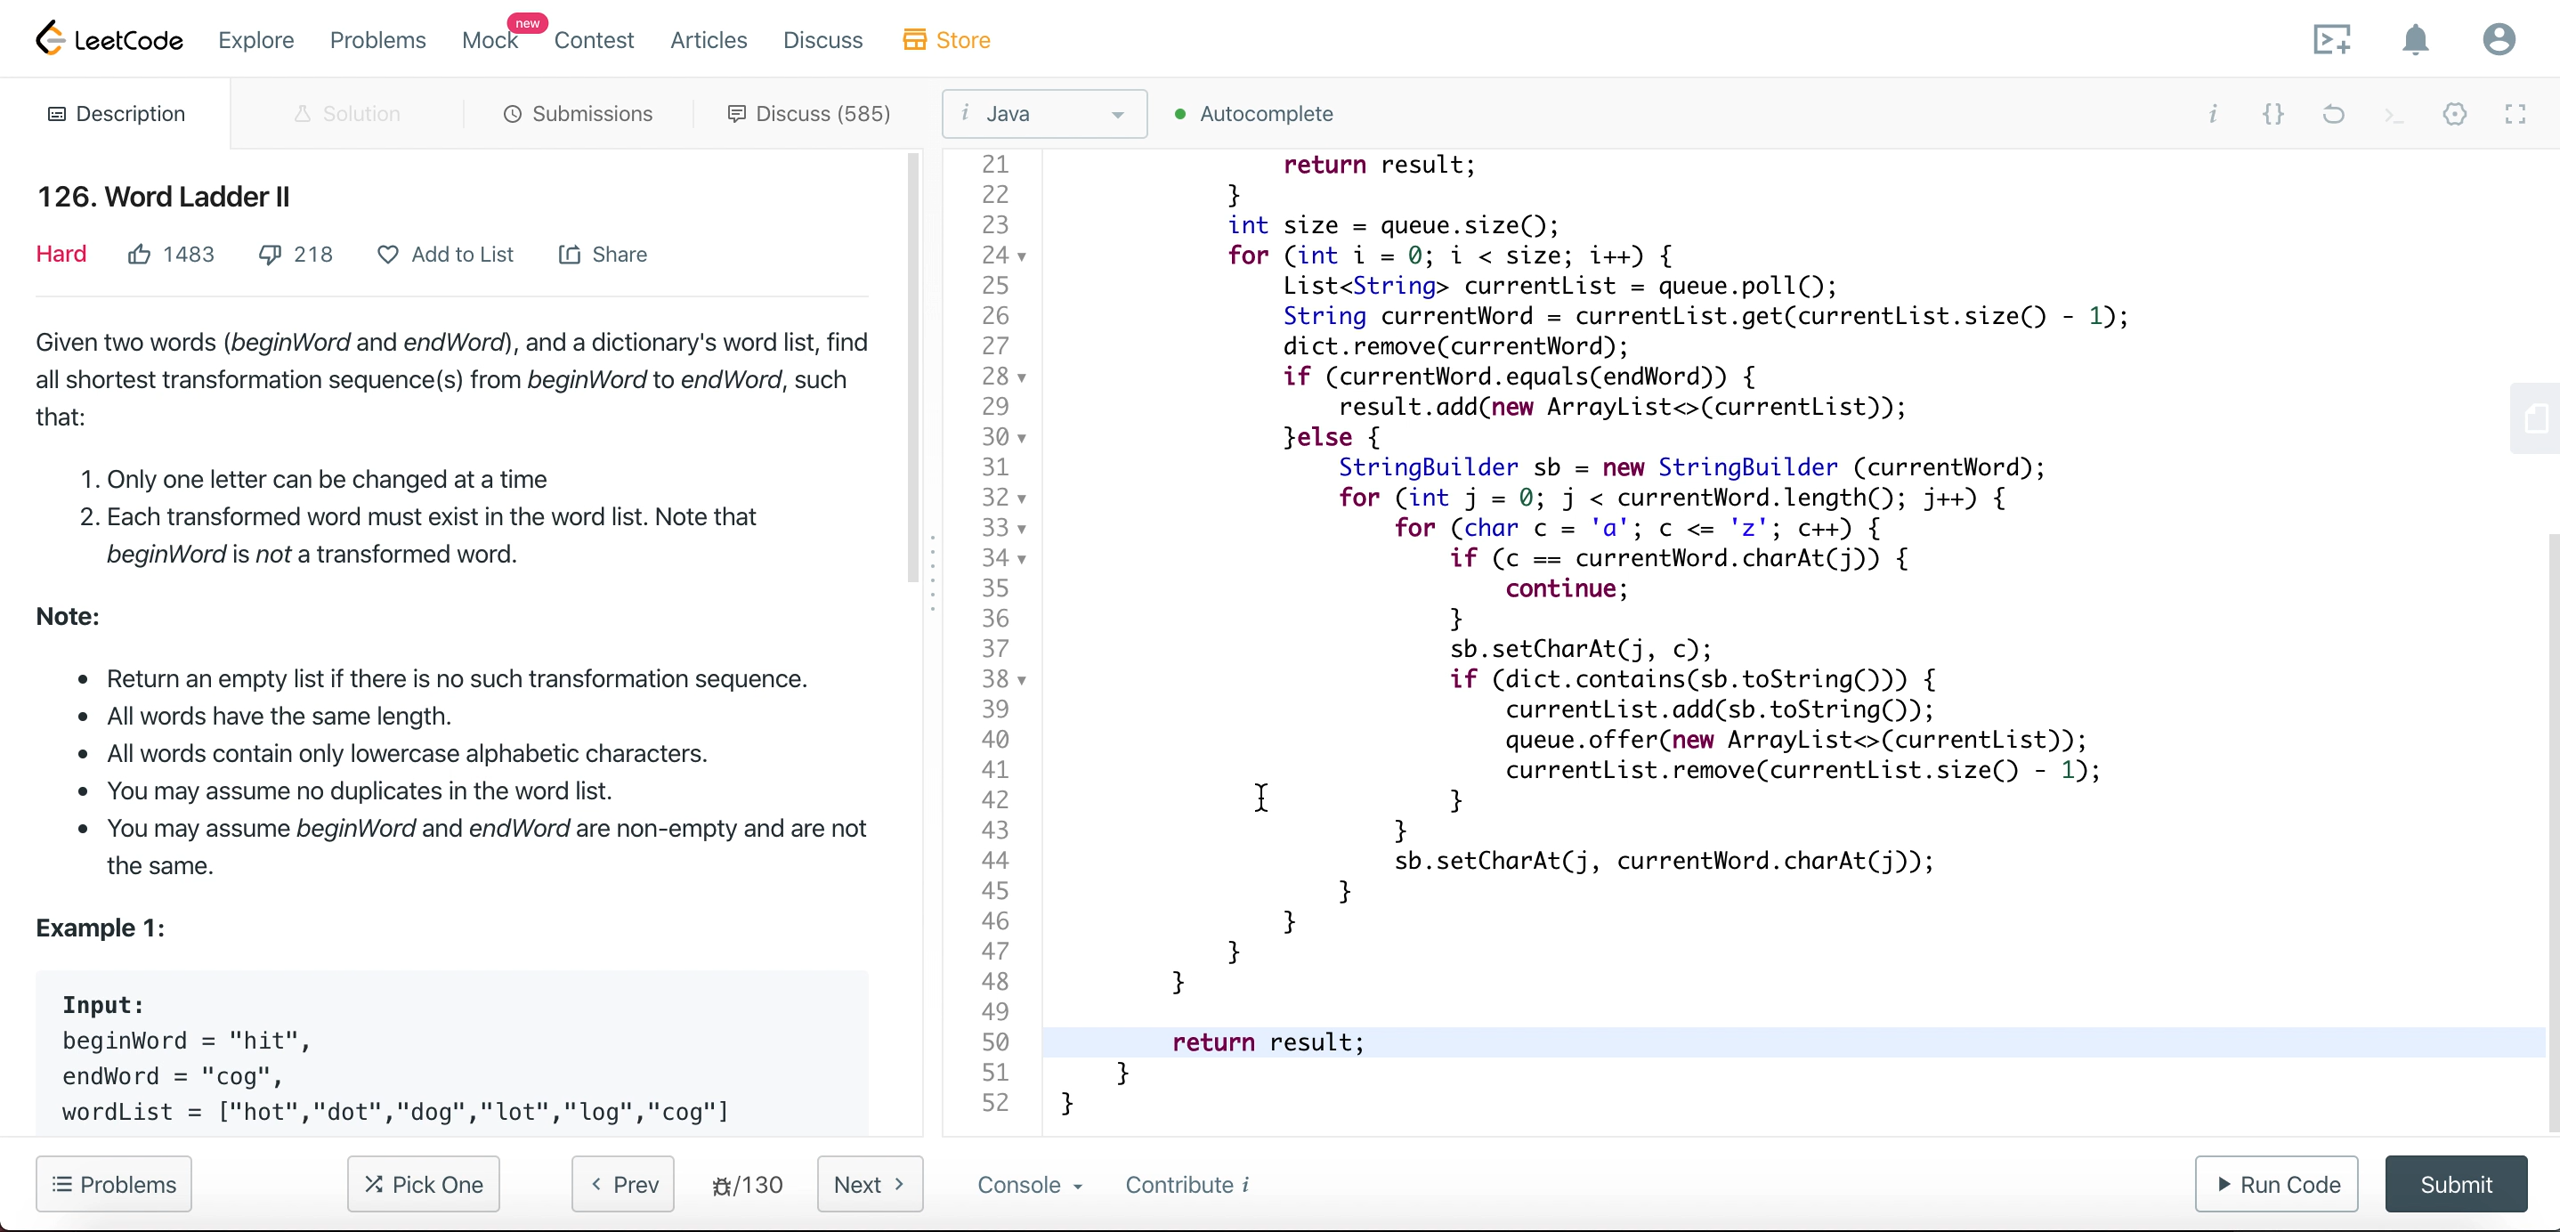 LeetCode Explore Problems Mock new Contest Articles Discuss Store
Description Solution Submissions Discuss (585)
i Java Autocomplete i {} >_
126. Word Ladder II
Hard 1483 218 Add to List Share
Given two words (beginWord and endWord), and a dictionary's word list, find
all shortest transformation sequence(s) from beginWord to endWord, such
that:
1. Only one letter can be changed at a time
2. Each transformed word must exist in the word list. Note that
beginWord is not a transformed word.
Note:
• Return an empty list if there is no such transformation sequence.
• All words have the same length.
• All words contain only lowercase alphabetic characters.
• You may assume no duplicates in the word list.
• You may assume beginWord and endWord are non-empty and are not
the same.
Example 1:
Input:
beginWord = "hit",
endWord = "cog",
wordList = ["hot","dot","dog","lot","log","cog"]
21 return result;
22 }
23 int size = queue.size();
24 for (int i = 0; i < size; i++) {
25 List<String> currentList = queue.poll();
26 String currentWord = currentList.get(currentList.size() - 1);
27 dict.remove(currentWord);
28 if (currentWord.equals(endWord)) {
29 result.add(new ArrayList<>(currentList));
30 }else {
31 StringBuilder sb = new StringBuilder (currentWord);
32 for (int j = 0; j < currentWord.length(); j++) {
33 for (char c = 'a'; c <= 'z'; c++) {
34 if (c == currentWord.charAt(j)) {
35 continue;
36 }
37 sb.setCharAt(j, c);
38 if (dict.contains(sb.toString())) {
39 currentList.add(sb.toString());
40 queue.offer(new ArrayList<>(currentList));
41 currentList.remove(currentList.size() - 1);
42 }
43 }
44 sb.setCharAt(j, currentWord.charAt(j));
45 }
46 }
47 }
48 }
49
50 return result;
51 }
52 }
Problems Pick One < Prev /130 Next >
Console Contribute i Run Code Submit